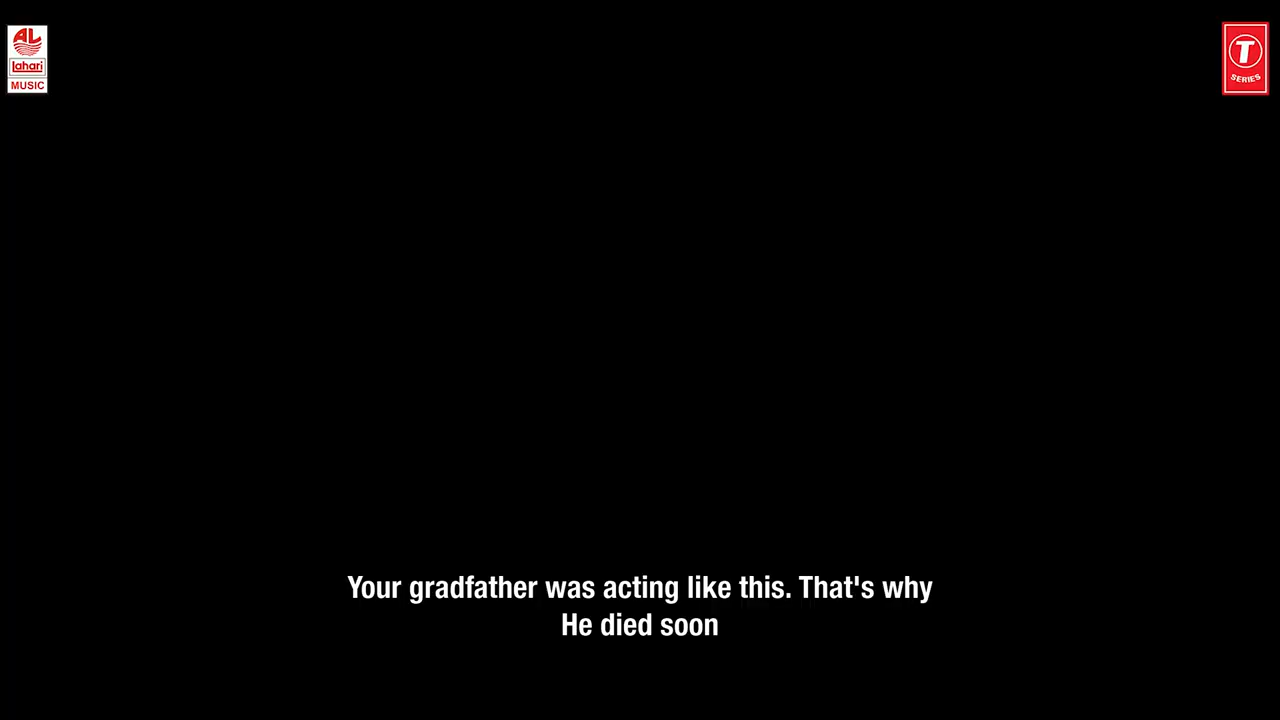 AL
Lahari
MUSIC
T
SERIES
Your gradfather was acting like this. That's why
He died soon